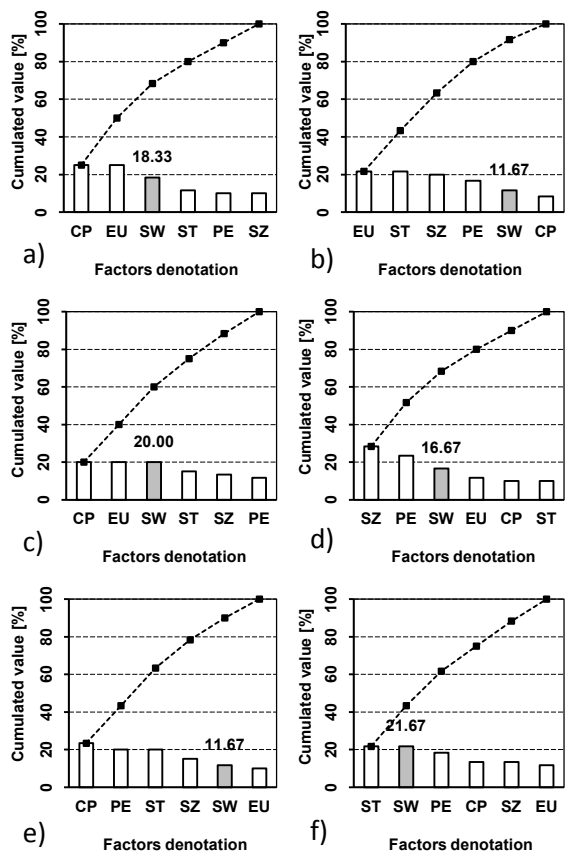 Cumulated value [%]
100
80
60
40
20
0
18.33
CP EU SW ST PE SZ
a)
Factors denotation
Cumulated value [%]
100
80
60
40
20
0
11.67
EU ST SZ PE SW CP
b)
Factors denotation
Cumulated value [%]
100
80
60
40
20
0
20.00
CP EU SW ST SZ PE
c)
Factors denotation
Cumulated value [%]
100
80
60
40
20
0
16.67
SZ PE SW EU CP ST
d)
Factors denotation
Cumulated value [%]
100
80
60
40
20
0
11.67
CP PE ST SZ SW EU
e)
Factors denotation
Cumulated value [%]
100
80
60
40
20
0
21.67
ST SW PE CP SZ EU
f)
Factors denotation